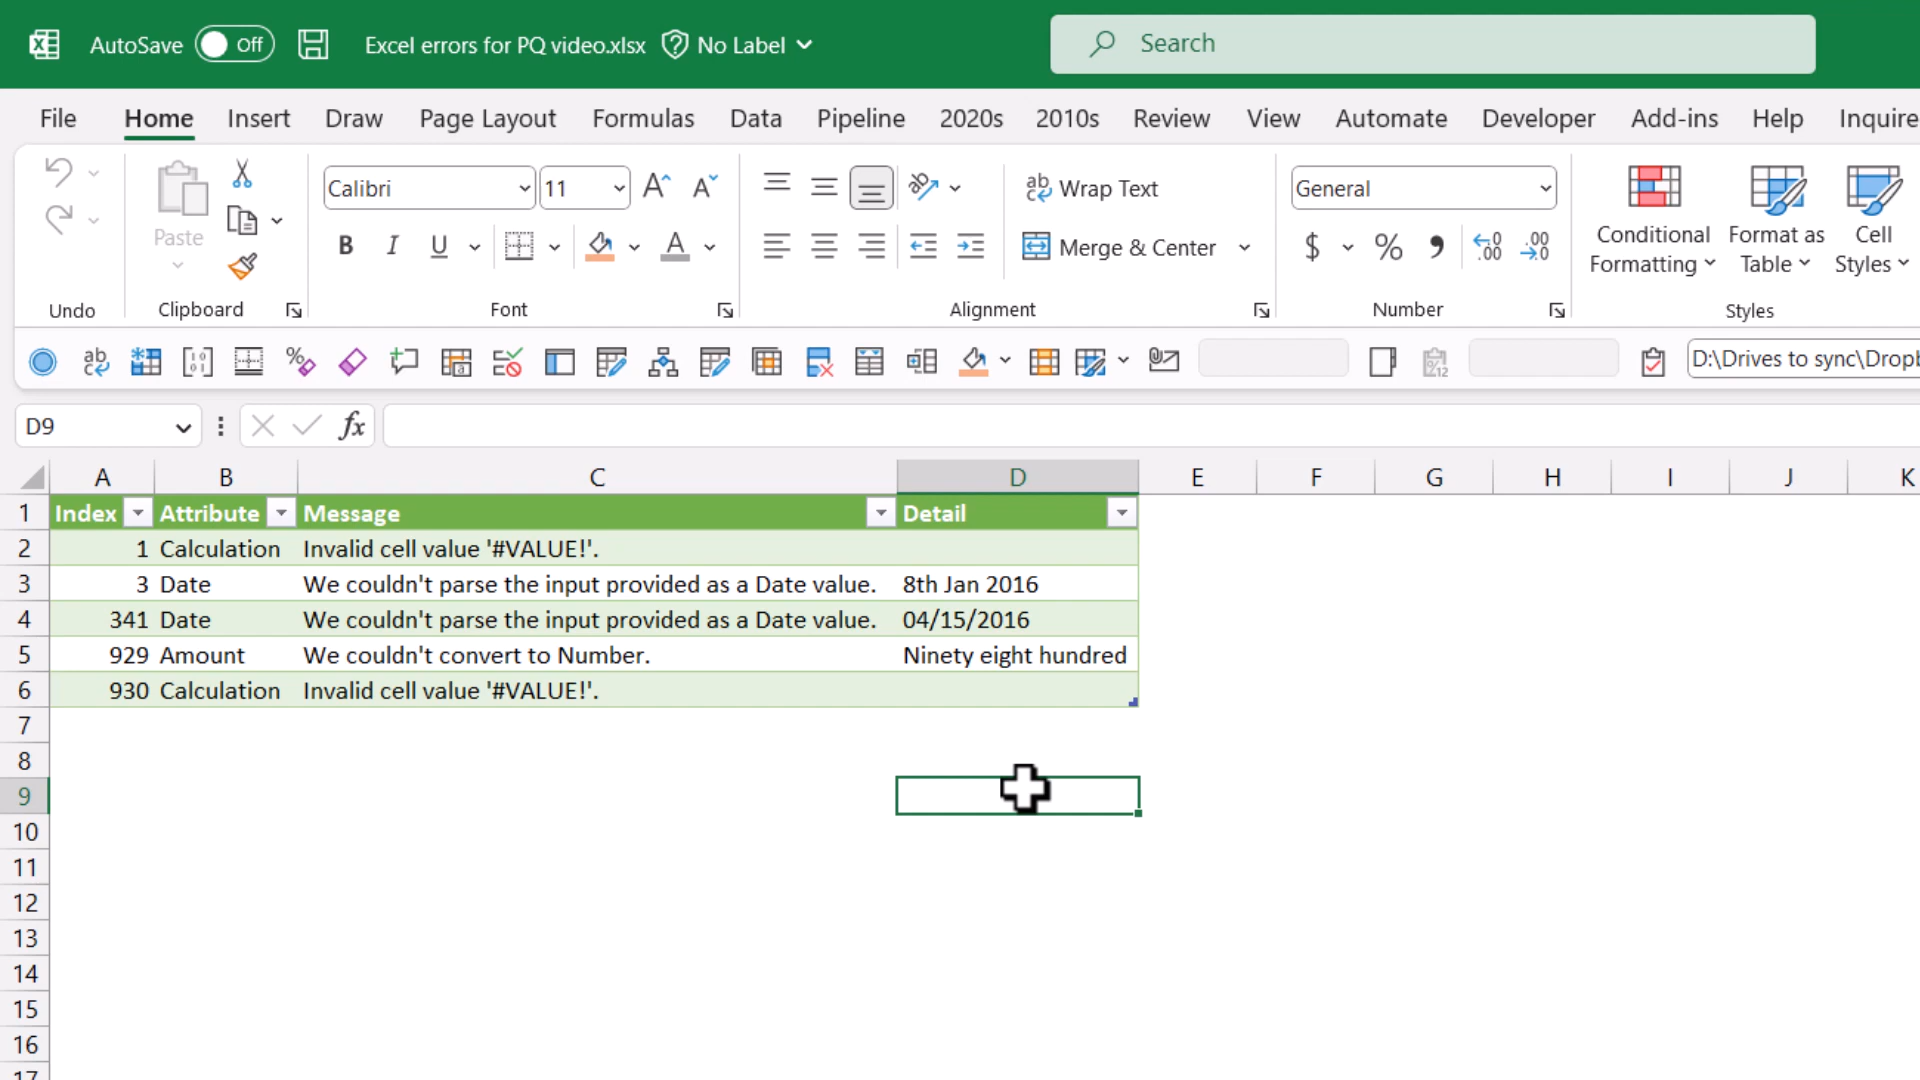 AutoSave Off Excel errors for PQ video.xlsx No Label Search
File Home Insert Draw Page Layout Formulas Data Pipeline 2020s 2010s Review View Automate Developer Add-ins Help Inquire
Paste
Calibri 11
Wrap Text
Merge & Center
General
$ % 9
Conditional Formatting
Format as Table
Cell Styles
Undo Clipboard Font Alignment Number Styles
D:\Drives to sync\Dropb
D9 fx
A B C D E F G H I J K
1 Index Attribute Message Detail
2 1 Calculation Invalid cell value '#VALUE!'.
3 3 Date We couldn't parse the input provided as a Date value. 8th Jan 2016
4 341 Date We couldn't parse the input provided as a Date value. 04/15/2016
5 929 Amount We couldn't convert to Number. Ninety eight hundred
6 930 Calculation Invalid cell value '#VALUE!'.
7
8
9
10
11
12
13
14
15
16
17